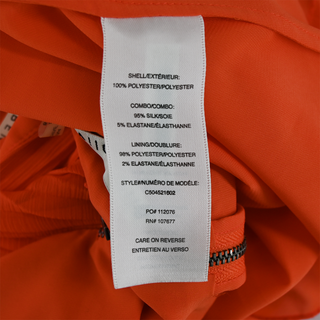 SHELL/EXTÉRIEUR:
100% POLYESTER/POLYESTER
COMBO/COMBO:
95% SILK/SOIE
5% ELASTANE/ÉLASTHANNE
LINING/DOUBLURE:
98% POLYESTER/POLYESTER
2% ELASTANE/ÉLASTHANNE
STYLE#/NUMÉRO DE MODÈLE:
C504521602
PO# 112076
RN# 107677
CARE ON REVERSE
ENTRETIEN AU VERSO